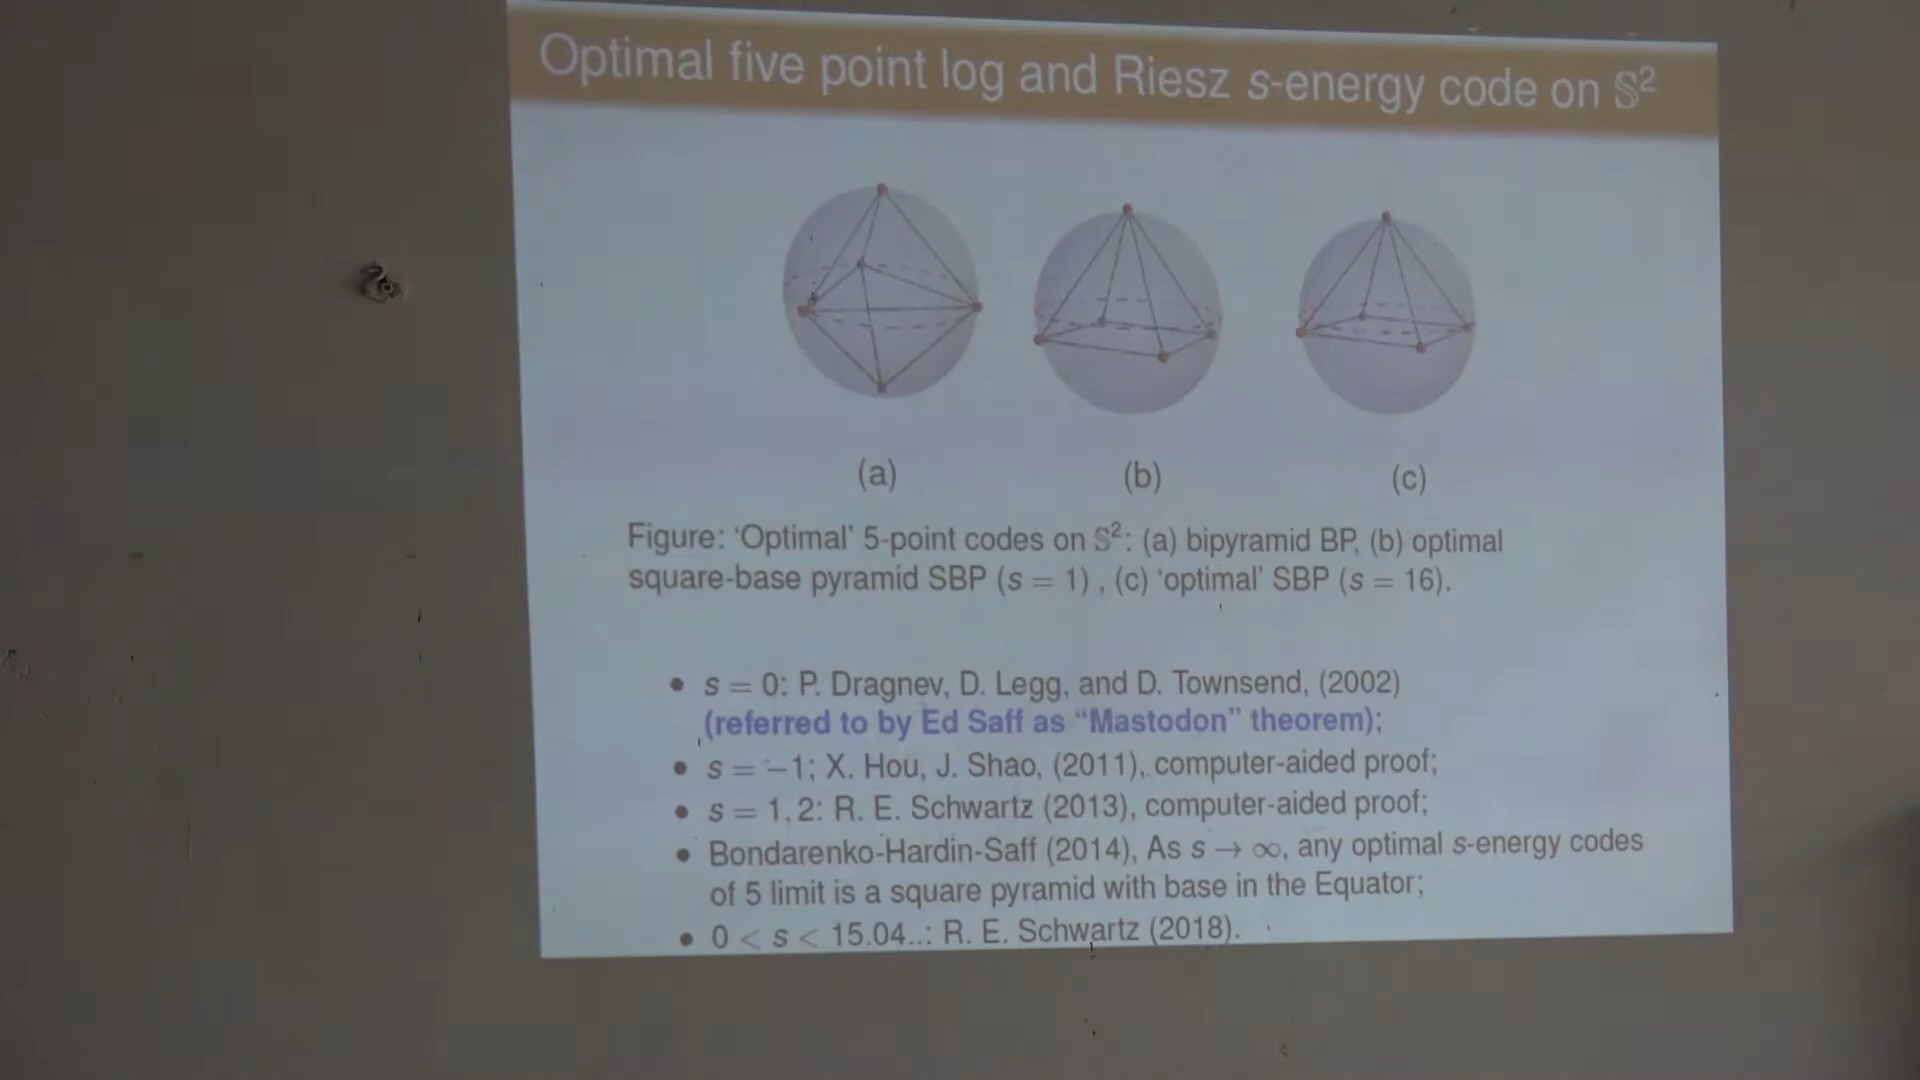 Optimal five point log and Riesz s-energy code on 𝕊²
(a) (b) (c)
Figure: ‘Optimal’ 5-point codes on 𝕊²: (a) bipyramid BP, (b) optimal
square-base pyramid SBP (s = 1) , (c) ‘optimal’ SBP (s = 16).
• s = 0: P. Dragnev, D. Legg, and D. Townsend, (2002)
(referred to by Ed Saff as “Mastodon” theorem);
• s = −1; X. Hou, J. Shao, (2011), computer-aided proof;
• s = 1, 2: R. E. Schwartz (2013), computer-aided proof;
• Bondarenko-Hardin-Saff (2014), As s → ∞, any optimal s-energy codes
of 5 limit is a square pyramid with base in the Equator;
• 0 < s < 15.04..: R. E. Schwartz (2018).